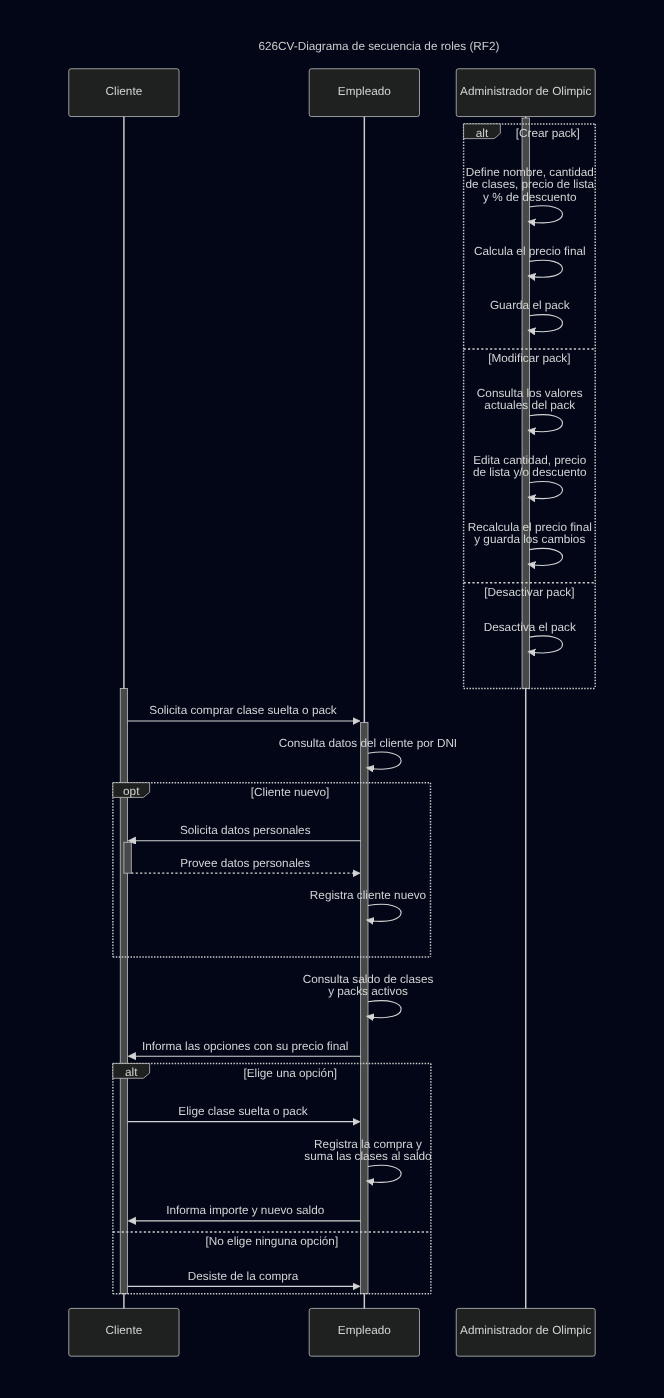 626CV-Diagrama de secuencia de roles (RF2)
Cliente
Empleado
Administrador de Olimpic
alt
[Crear pack]
Define nombre, cantidad
de clases, precio de lista
y % de descuento
Calcula el precio final
Guarda el pack
[Modificar pack]
Consulta los valores
actuales del pack
Edita cantidad, precio
de lista y/o descuento
Recalcula el precio final
y guarda los cambios
[Desactivar pack]
Desactiva el pack
Solicita comprar clase suelta o pack
Consulta datos del cliente por DNI
opt
[Cliente nuevo]
Solicita datos personales
Provee datos personales
Registra cliente nuevo
Consulta saldo de clases
y packs activos
Informa las opciones con su precio final
alt
[Elige una opción]
Elige clase suelta o pack
Registra la compra y
suma las clases al saldo
Informa importe y nuevo saldo
[No elige ninguna opción]
Desiste de la compra
Cliente
Empleado
Administrador de Olimpic